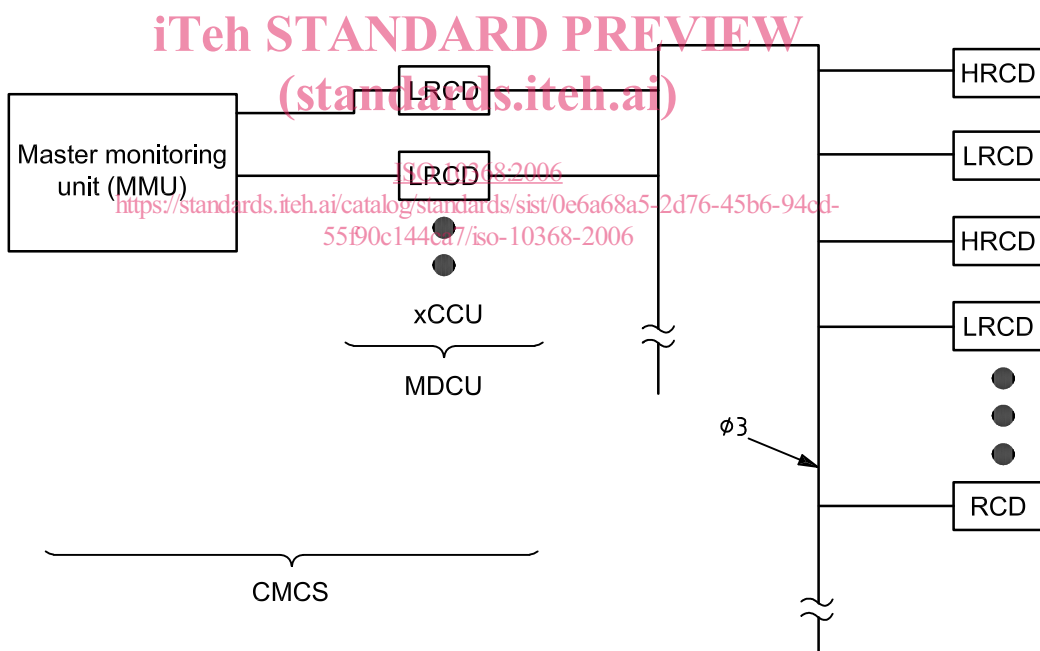 iTeh STANDARD PREVIEW
(standards.iteh.ai)
ISO 10368:2006
https://standards.iteh.ai/catalog/standards/sist/0e6a68a5-2d76-45b6-94cd-
55f90c144ca7/iso-10368-2006
Master monitoring
unit (MMU)
LRCD
LRCD
xCCU
MDCU
CMCS
ϕ3
HRCD
LRCD
HRCD
LRCD
RCD